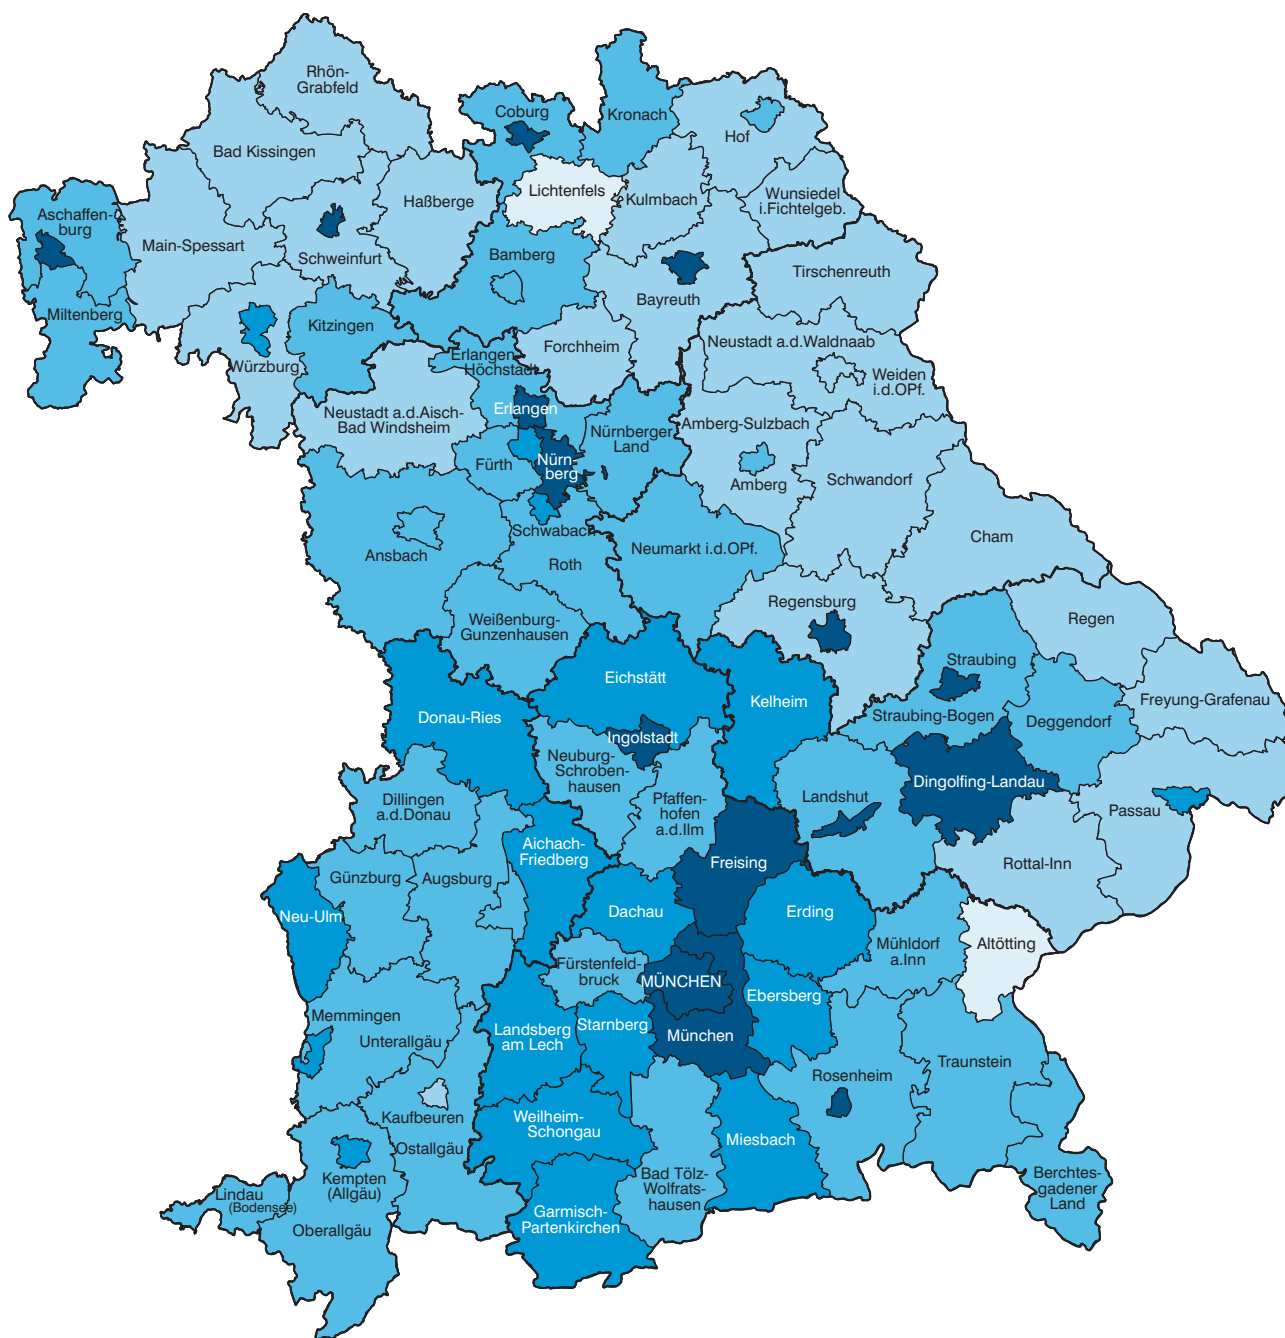 Rhön-
Grabfeld
Coburg
Kronach
Hof
Bad Kissingen
Lichtenfels
Kulmbach
Wunsiedel
i.Fichtelgeb.
Haßberge
Aschaffen-
burg
Main-Spessart
Schweinfurt
Bamberg
Bayreuth
Tirschenreuth
Miltenberg
Kitzingen
Würzburg
Forchheim
Erlangen-
Höchstadt
Neustadt a.d.Waldnaab
Weiden
i.d.OPf.
Neustadt a.d.Aisch-
Bad Windsheim
Erlangen
Nürnberger
Land
Amberg-Sulzbach
Fürth
Nürn-
berg
Amberg
Schwandorf
Schwabach
Ansbach
Roth
Neumarkt i.d.OPf.
Cham
Weißenburg-
Gunzenhausen
Regensburg
Regen
Eichstätt
Straubing
Kelheim
Freyung-Grafenau
Donau-Ries
Straubing-Bogen
Deggendorf
Ingolstadt
Neuburg-
Schroben-
hausen
Dingolfing-Landau
Dillingen
a.d.Donau
Pfaffen-
hofen
a.d.Ilm
Landshut
Passau
Aichach-
Friedberg
Freising
Rottal-Inn
Günzburg
Augsburg
Neu-Ulm
Dachau
Erding
Mühldorf
a.Inn
Altötting
Fürstenfeld-
bruck
MÜNCHEN
Ebersberg
Memmingen
Unterallgäu
Landsberg
am Lech
Starnberg
München
Traunstein
Rosenheim
Kaufbeuren
Weilheim-
Schongau
Miesbach
Ostallgäu
Kempten
(Allgäu)
Bad Tölz-
Wolfrats-
hausen
Berchtes-
gadener
Land
Lindau
(Bodensee)
Oberallgäu
Garmisch-
Partenkirchen